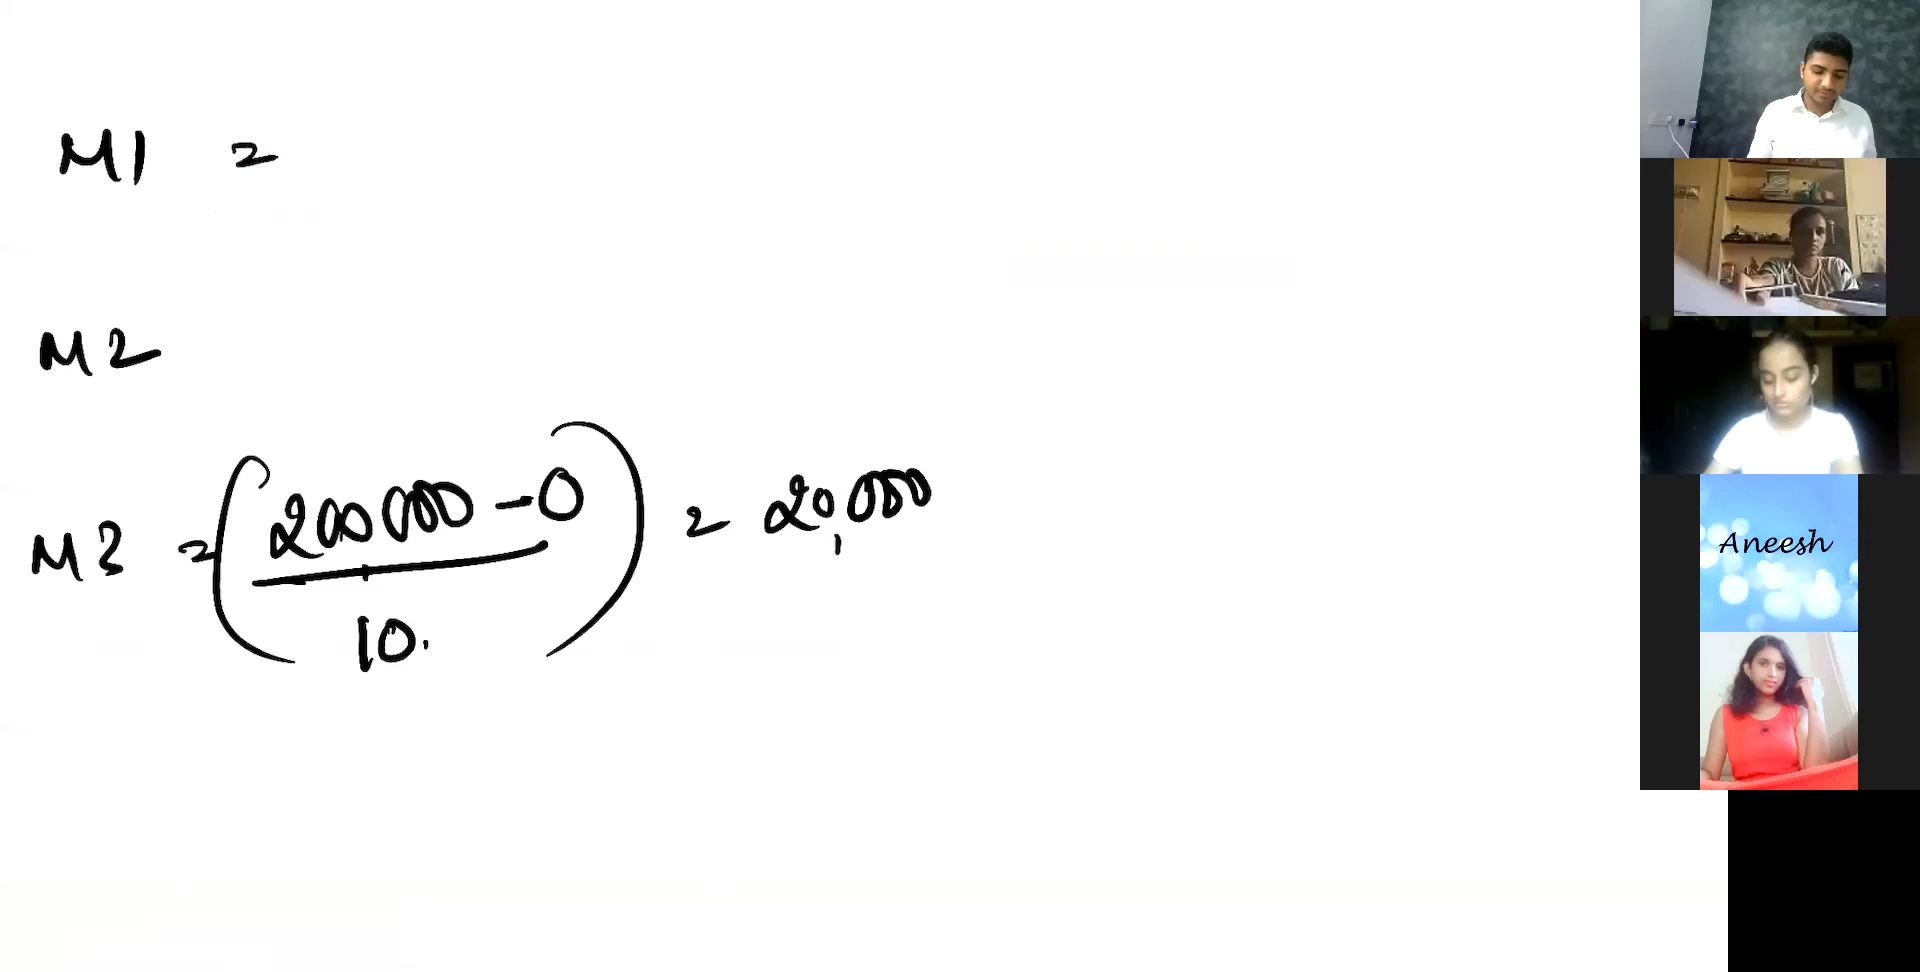 M1 =
M2
M3 = (200000 - 0 / 10.) = 20,000
Aneesh